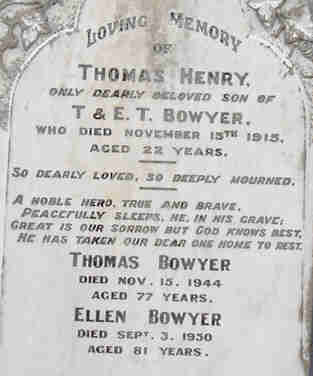 LOVING MEMORY
OF
THOMAS HENRY,
ONLY DEARLY BELOVED SON OF
T & E. T. BOWYER,
WHO DIED NOVEMBER 15TH 1915,
AGED 22 YEARS.
SO DEARLY LOVED, SO DEEPLY MOURNED.
A NOBLE HERO, TRUE AND BRAVE,
PEACEFULLY SLEEPS, HE, IN HIS GRAVE;
GREAT IS OUR SORROW BUT GOD KNOWS BEST,
HE HAS TAKEN OUR DEAR ONE HOME TO REST.
THOMAS BOWYER
DIED NOV. 15. 1944
AGED 77 YEARS.
ELLEN BOWYER
DIED SEPT. 3. 1950
AGED 81 YEARS.